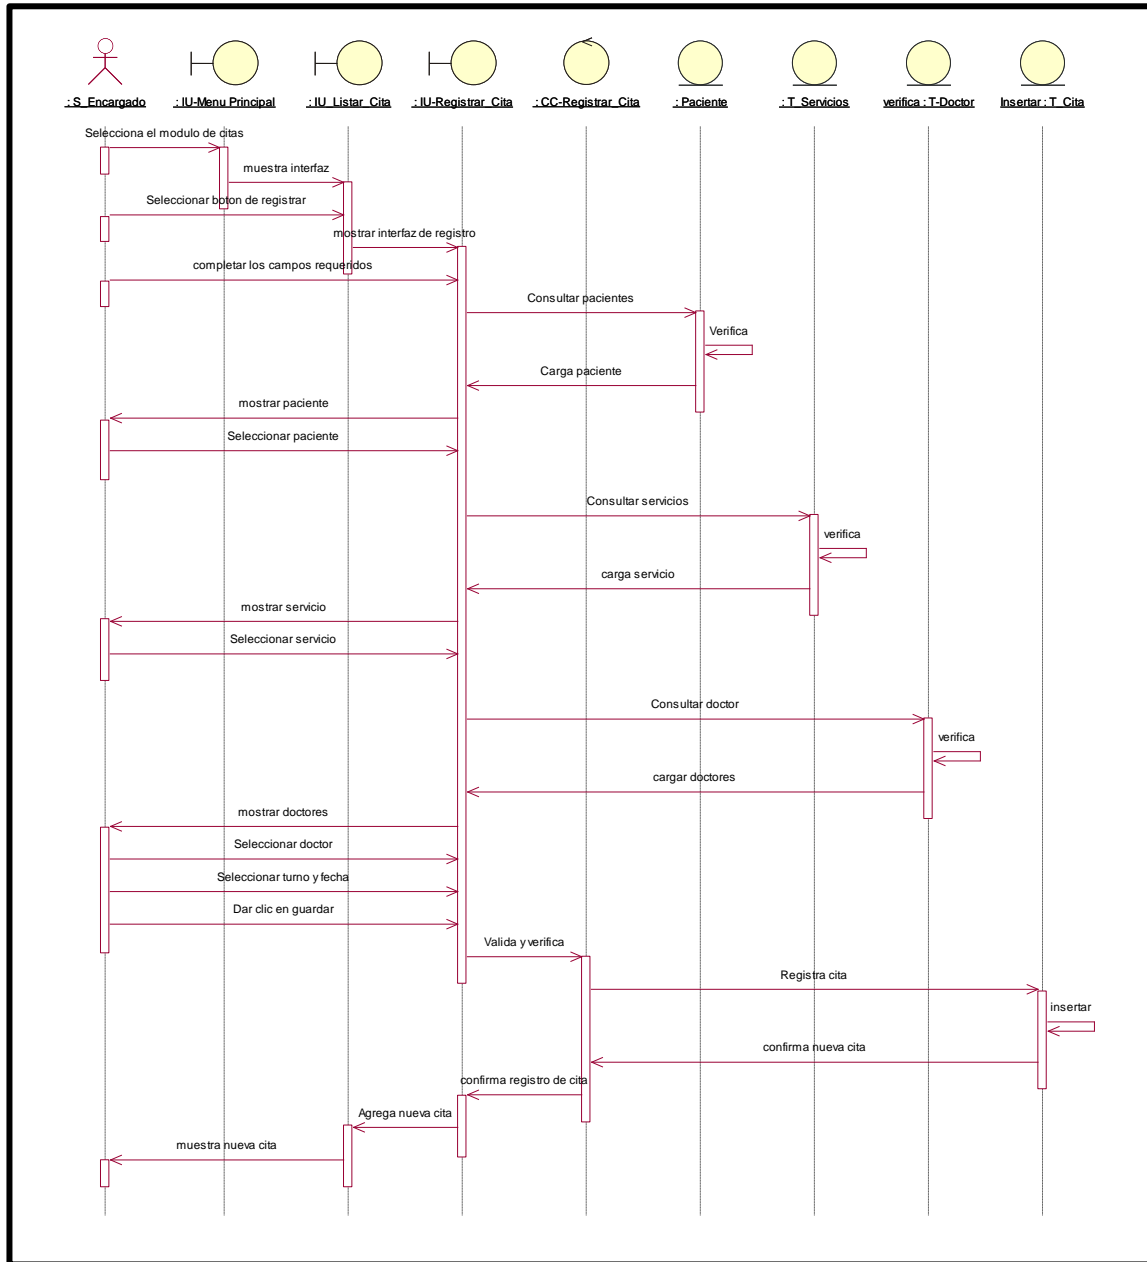 : S_Encargado
: IU-Menu Principal
: IU_Listar_Cita
: IU-Registrar_Cita
: CC-Registrar_Cita
: Paciente
: T_Servicios
verifica : T-Doctor
Insertar : T_Cita
Selecciona el modulo de citas
muestra interfaz
Seleccionar boton de registrar
mostrar interfaz de registro
completar los campos requeridos
Consultar pacientes
Verifica
Carga paciente
mostrar paciente
Seleccionar paciente
Consultar servicios
verifica
carga servicio
mostrar servicio
Seleccionar servicio
Consultar doctor
verifica
cargar doctores
mostrar doctores
Seleccionar doctor
Seleccionar turno y fecha
Dar clic en guardar
Valida y verifica
Registra cita
insertar
confirma nueva cita
confirma registro de cita
Agrega nueva cita
muestra nueva cita